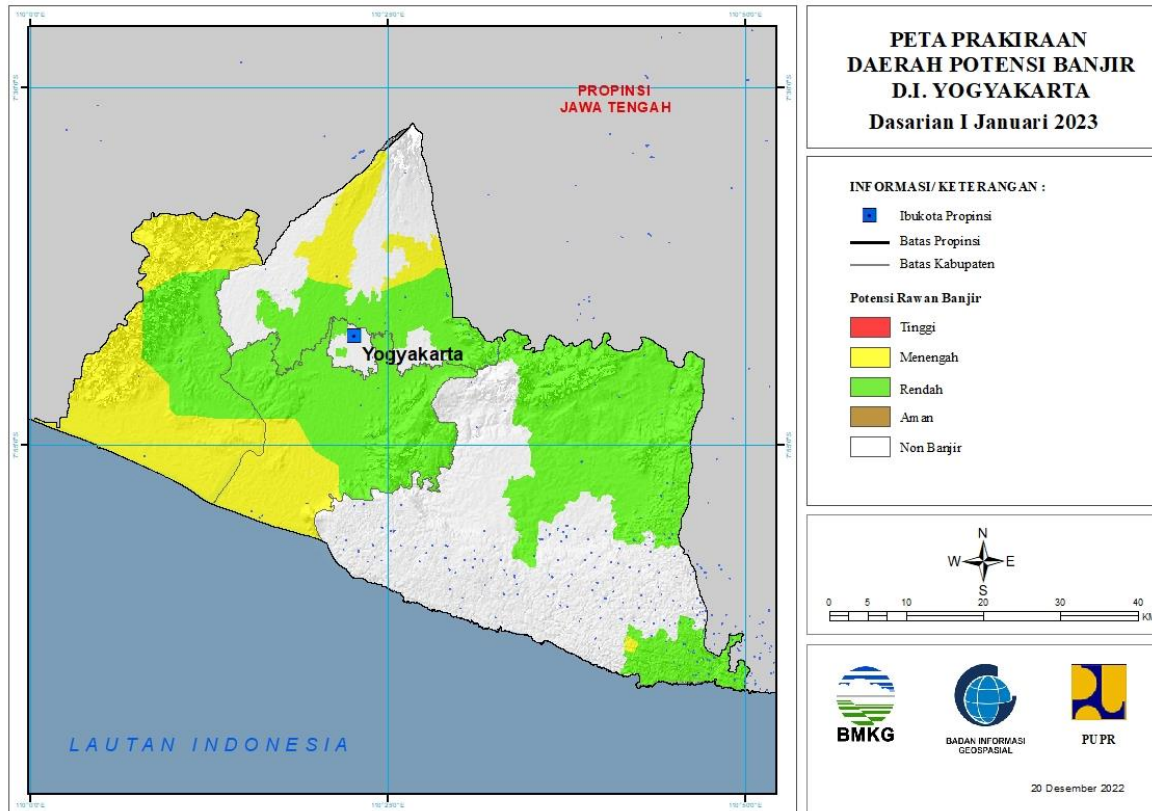 PROPINSI
JAWA TENGAH
Yogyakarta
LAUTAN INDONESIA
PETA PRAKIRAAN
DAERAH POTENSI BANJIR
D.I. YOGYAKARTA
Dasarian I Januari 2023
INFORMASI/ KETERANGAN :
Ibukota Propinsi
Batas Propinsi
Batas Kabupaten
Potensi Rawan Banjir
Tinggi
Menengah
Rendah
Aman
Non Banjir
N
W E
S
0 5 10 20 30 40
KM
BMKG
BADAN INFORMASI
GEOSPASIAL
PUPR
20 Desember 2022